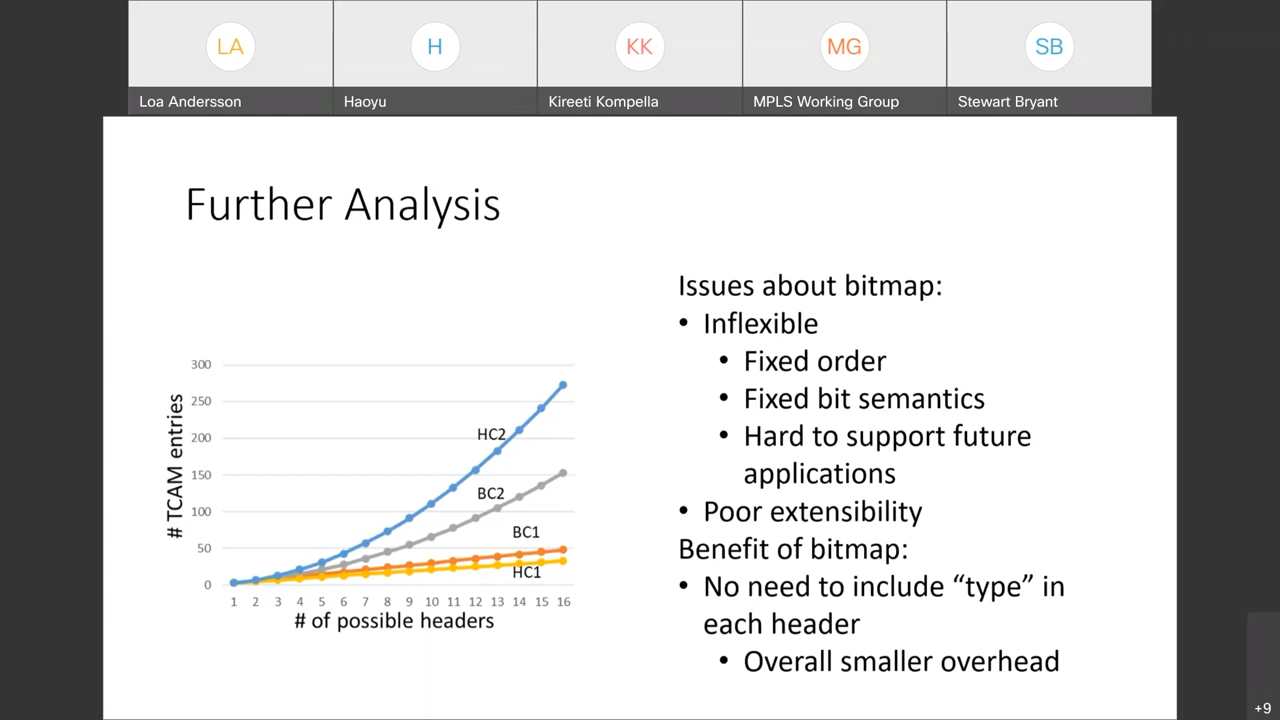 LA
H
KK
MG
SB
Loa Andersson
Haoyu
Kireeti Kompella
MPLS Working Group
Stewart Bryant
Further Analysis
300
250
200
150
100
50
0
# TCAM entries
HC2
BC2
BC1
HC1
1 2 3 4 5 6 7 8 9 10 11 12 13 14 15 16
# of possible headers
Issues about bitmap:
• Inflexible
• Fixed order
• Fixed bit semantics
• Hard to support future
applications
• Poor extensibility
Benefit of bitmap:
• No need to include “type” in
each header
• Overall smaller overhead
+9